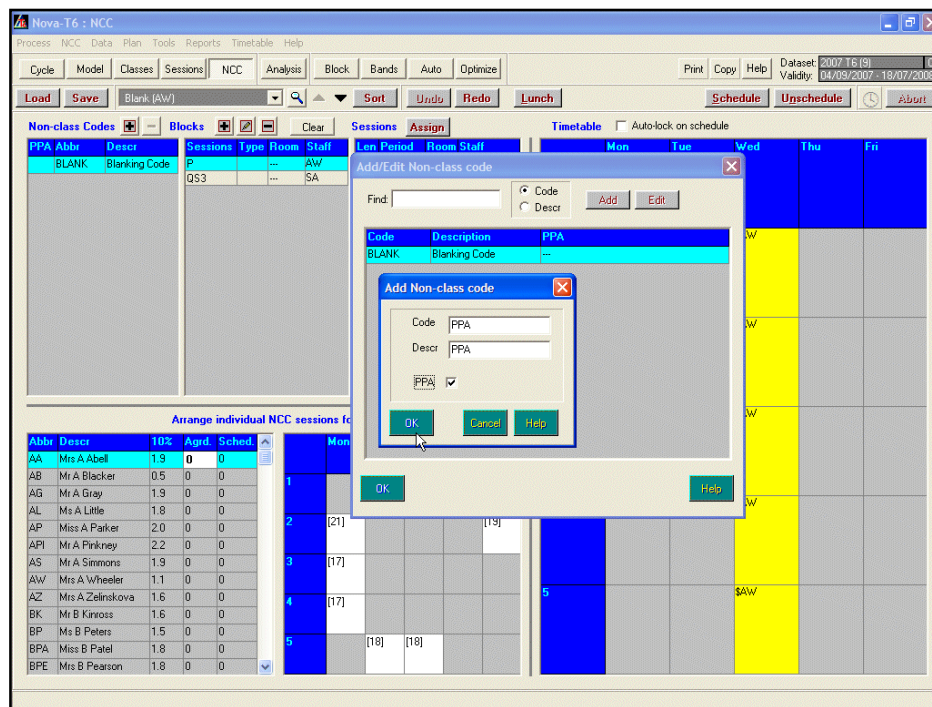 Nova-T6 : NCC
Process NCC Data Plan Tools Reports Timetable Help
Cycle Model Classes Sessions NCC Analysis Block Bands Auto Optimize Print Copy Help Dataset: 2007 T6 (9)
Validity: 04/09/2007 - 18/07/2008
Load Save Blank (AW) Sort Undo Redo Lunch Schedule Unschedule Abort
Non-class Codes Blocks Clear Sessions Assign Timetable Auto-lock on schedule
PPA Abbr Descr Sessions Type Room Staff Len Period Room Staff Mon Tue Wed Thu Fri
BLANK Blanking Code P --- AW
QS3 --- SA
Add/Edit Non-class code
Find: Code Descr Add Edit
Code Description PPA
BLANK Blanking Code ---
Add Non-class code
Code PPA
Descr PPA
PPA
OK Cancel Help
OK Help
Arrange individual NCC sessions
Abbr Descr 10% Agrd. Sched. Mon
AA Mrs A Abell 1.9 0 0
AB Mr A Blacker 0.5 0 0
AG Mr A Gray 1.9 0 0
AL Ms A Little 1.8 0 0
AP Miss A Parker 2.0 0 0
API Mr A Pinkney 2.2 0 0
AS Mr A Simmons 1.9 0 0
AW Mrs A Wheeler 1.1 0 0
AZ Mrs A Zelinskova 1.6 0 0
BK Mr B Kinross 1.6 0 0
BP Ms B Peters 1.5 0 0
BPA Miss B Patel 1.8 0 0
BPE Mrs B Pearson 1.8 0 0
1
2 [21] [19]
3 [17]
4 [17]
5 [18] [18]
5 $AW